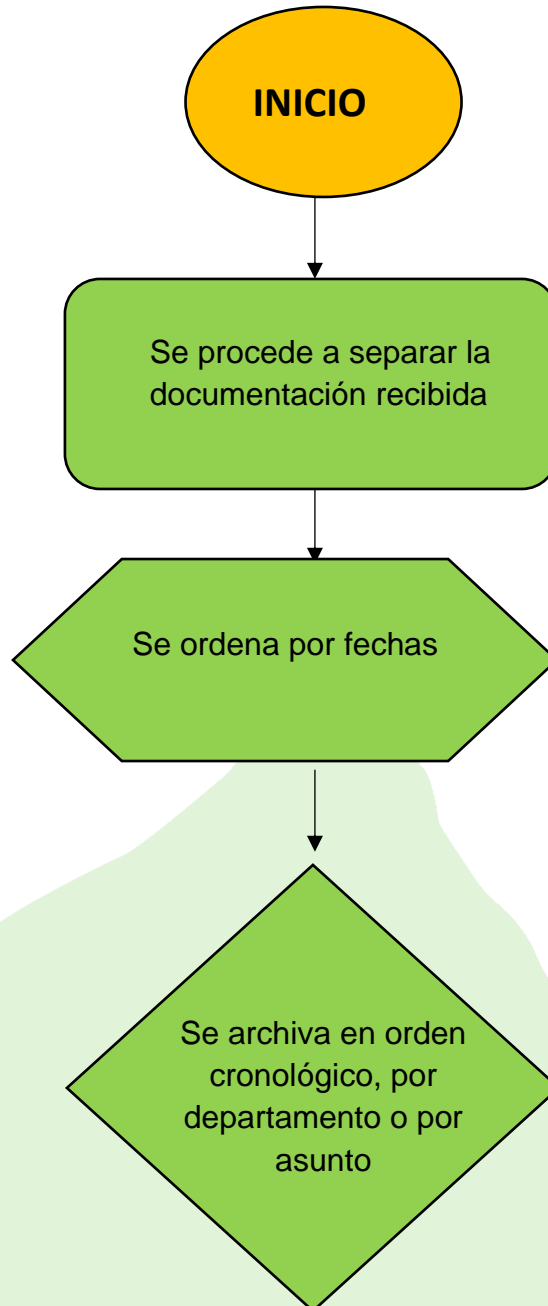 INICIO
Se procede a separar la
documentación recibida
Se ordena por fechas
Se archiva en orden
cronológico, por
departamento o por
asunto